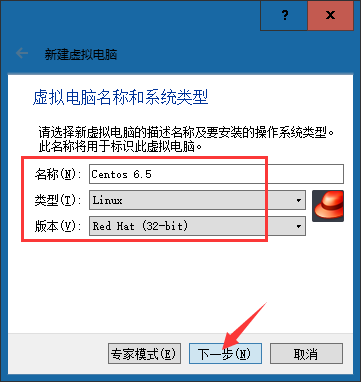 ?
新建虚拟电脑
虚拟电脑名称和系统类型
请选择新虚拟电脑的描述名称及要安装的操作系统类型。
此名称将用于标识此虚拟电脑。
名称(N): Centos 6.5
类型(T): Linux
版本(V): Red Hat (32-bit)
专家模式(E) 下一步(N) 取消